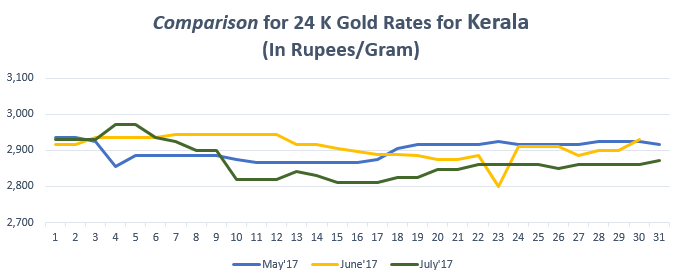 Comparison for 24 K Gold Rates for Kerala
(In Rupees/Gram)
3,100
3,000
2,900
2,800
2,700
1 2 3 4 5 6 7 8 9 10 11 12 13 14 15 16 17 18 19 20 21 22 23 24 25 26 27 28 29 30 31
May'17 June'17 July'17